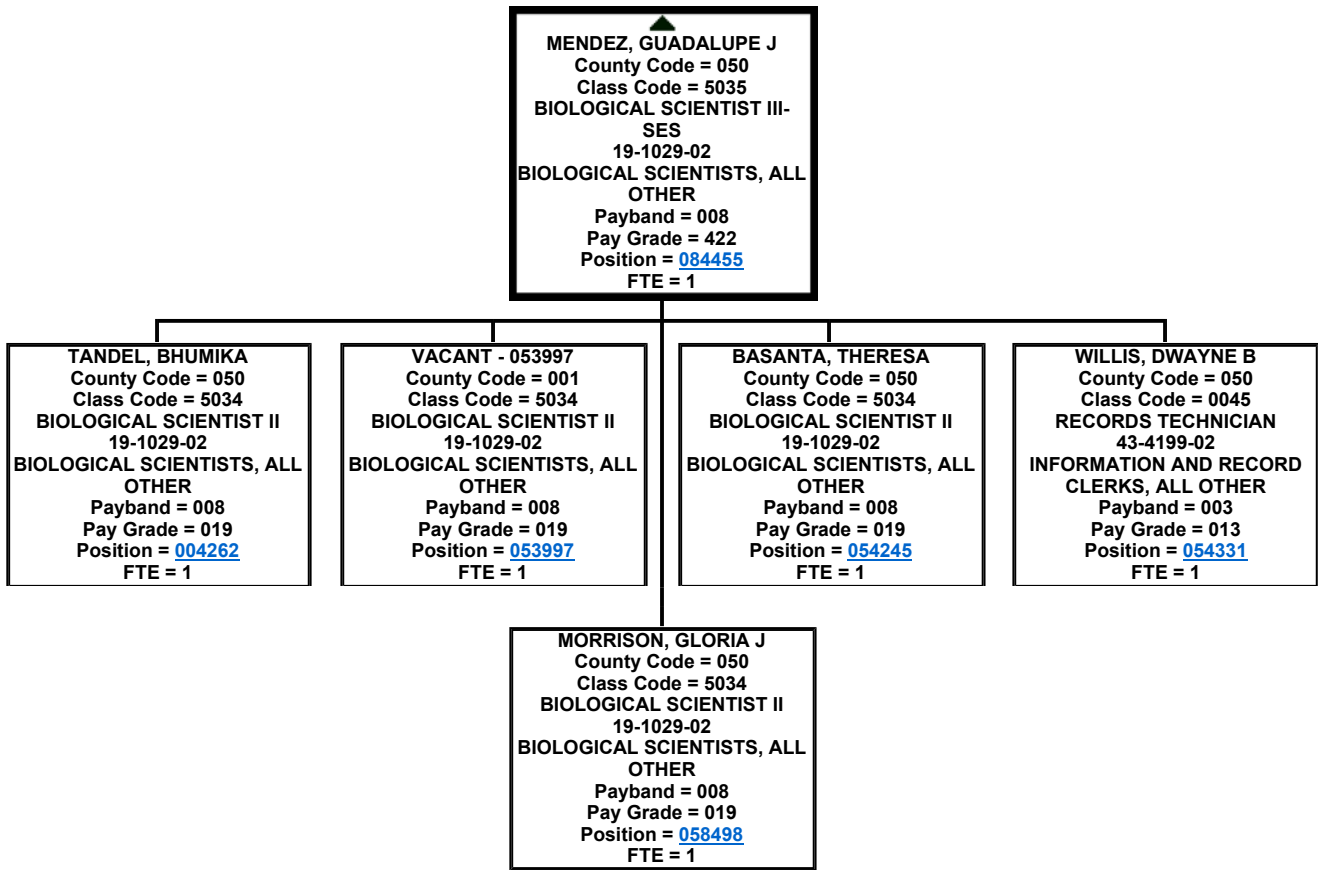 MENDEZ, GUADALUPE J
County Code = 050
Class Code = 5035
BIOLOGICAL SCIENTIST III-
SES
19-1029-02
BIOLOGICAL SCIENTISTS, ALL
OTHER
Payband = 008
Pay Grade = 422
Position = 084455
FTE = 1
TANDEL, BHUMIKA
County Code = 050
Class Code = 5034
BIOLOGICAL SCIENTIST II
19-1029-02
BIOLOGICAL SCIENTISTS, ALL
OTHER
Payband = 008
Pay Grade = 019
Position = 004262
FTE = 1
VACANT - 053997
County Code = 001
Class Code = 5034
BIOLOGICAL SCIENTIST II
19-1029-02
BIOLOGICAL SCIENTISTS, ALL
OTHER
Payband = 008
Pay Grade = 019
Position = 053997
FTE = 1
BASANTA, THERESA
County Code = 050
Class Code = 5034
BIOLOGICAL SCIENTIST II
19-1029-02
BIOLOGICAL SCIENTISTS, ALL
OTHER
Payband = 008
Pay Grade = 019
Position = 054245
FTE = 1
WILLIS, DWAYNE B
County Code = 050
Class Code = 0045
RECORDS TECHNICIAN
43-4199-02
INFORMATION AND RECORD
CLERKS, ALL OTHER
Payband = 003
Pay Grade = 013
Position = 054331
FTE = 1
MORRISON, GLORIA J
County Code = 050
Class Code = 5034
BIOLOGICAL SCIENTIST II
19-1029-02
BIOLOGICAL SCIENTISTS, ALL
OTHER
Payband = 008
Pay Grade = 019
Position = 058498
FTE = 1